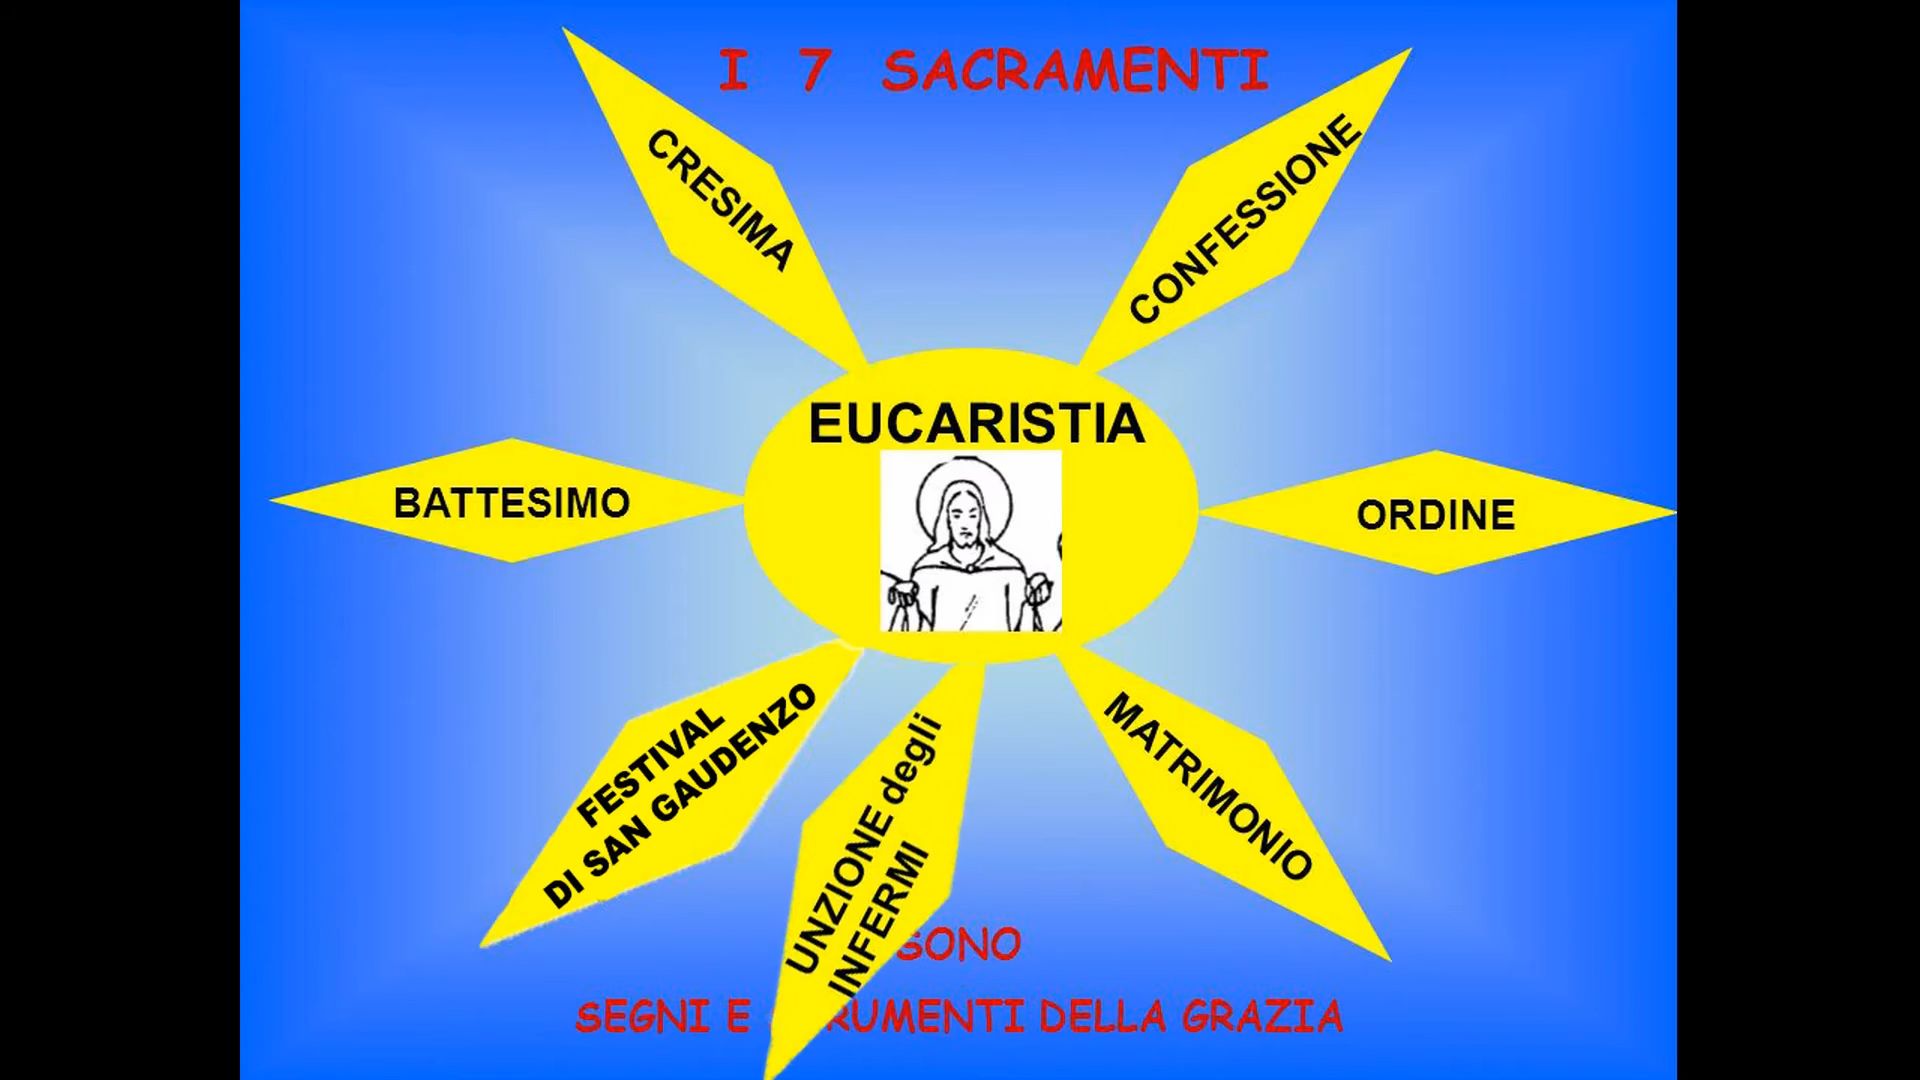 I 7 SACRAMENTI
CRESIMA
CONFESSIONE
EUCARISTIA
BATTESIMO
ORDINE
FESTIVAL
DI SAN GAUDENZO
UNZIONE degli
INFERMI
MATRIMONIO
SONO
SEGNI E RUMENTI DELLA GRAZIA